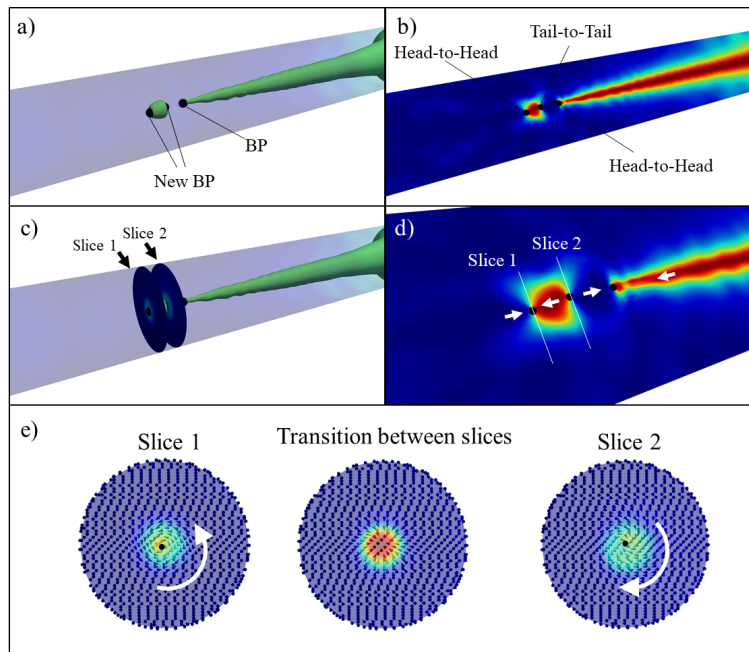 a)
BP
New BP
b)
Tail-to-Tail
Head-to-Head
Head-to-Head
c)
Slice 2
Slice 1
d)
Slice 2
Slice 1
e)
Slice 1
Transition between slices
Slice 2